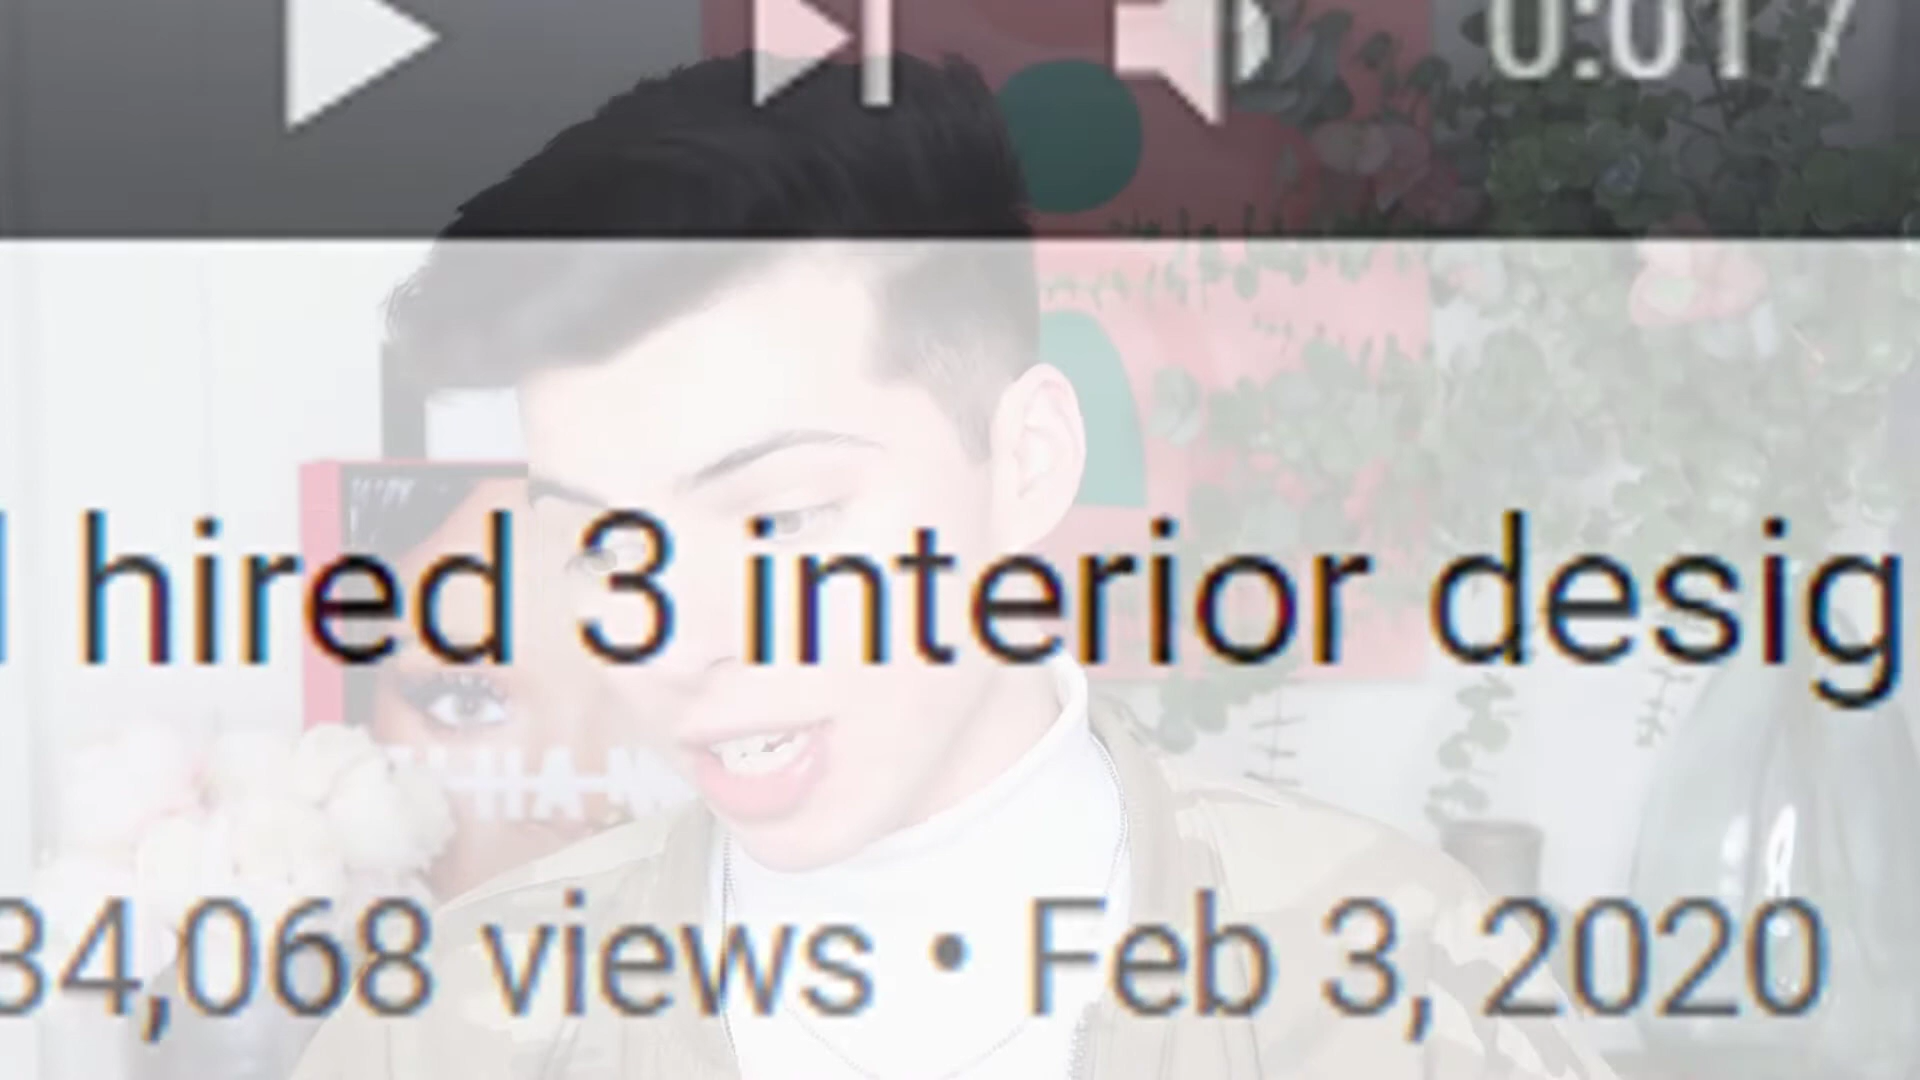 0:01 /
I hired 3 interior desig
34,068 views • Feb 3, 2020